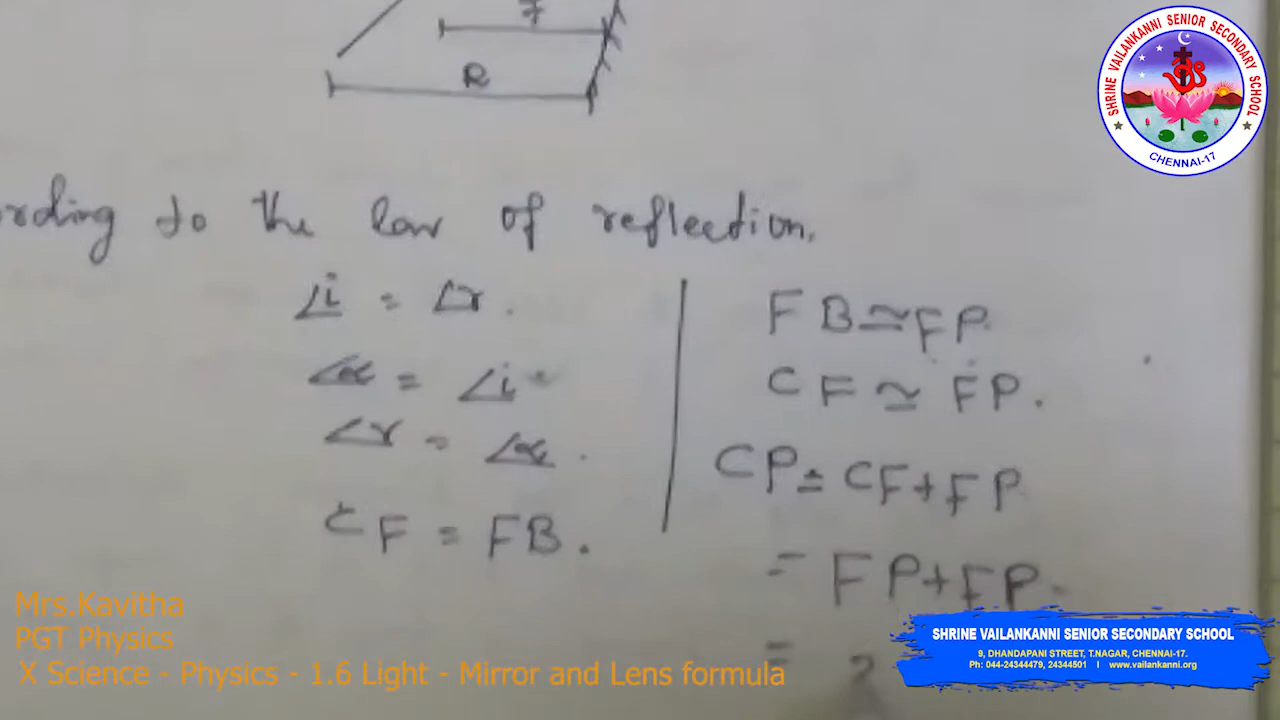 f
R
SHRINE VAILANKANNI SENIOR SECONDARY SCHOOL
CHENNAI-17
to the law of reflection.
∠i = ∠r.
∠α = ∠i
∠r = ∠α.
CF = FB.
FB ≃ FP.
CF ≃ FP.
CP = CF + FP
= FP + FP.
= 2
Mrs.Kavitha
PGT Physics
X Science - Physics - 1.6 Light - Mirror and Lens formula
SHRINE VAILANKANNI SENIOR SECONDARY SCHOOL
9, DHANDAPANI STREET, T.NAGAR, CHENNAI-17.
Ph: 044-24344479, 24344501 | www.vailankanni.org